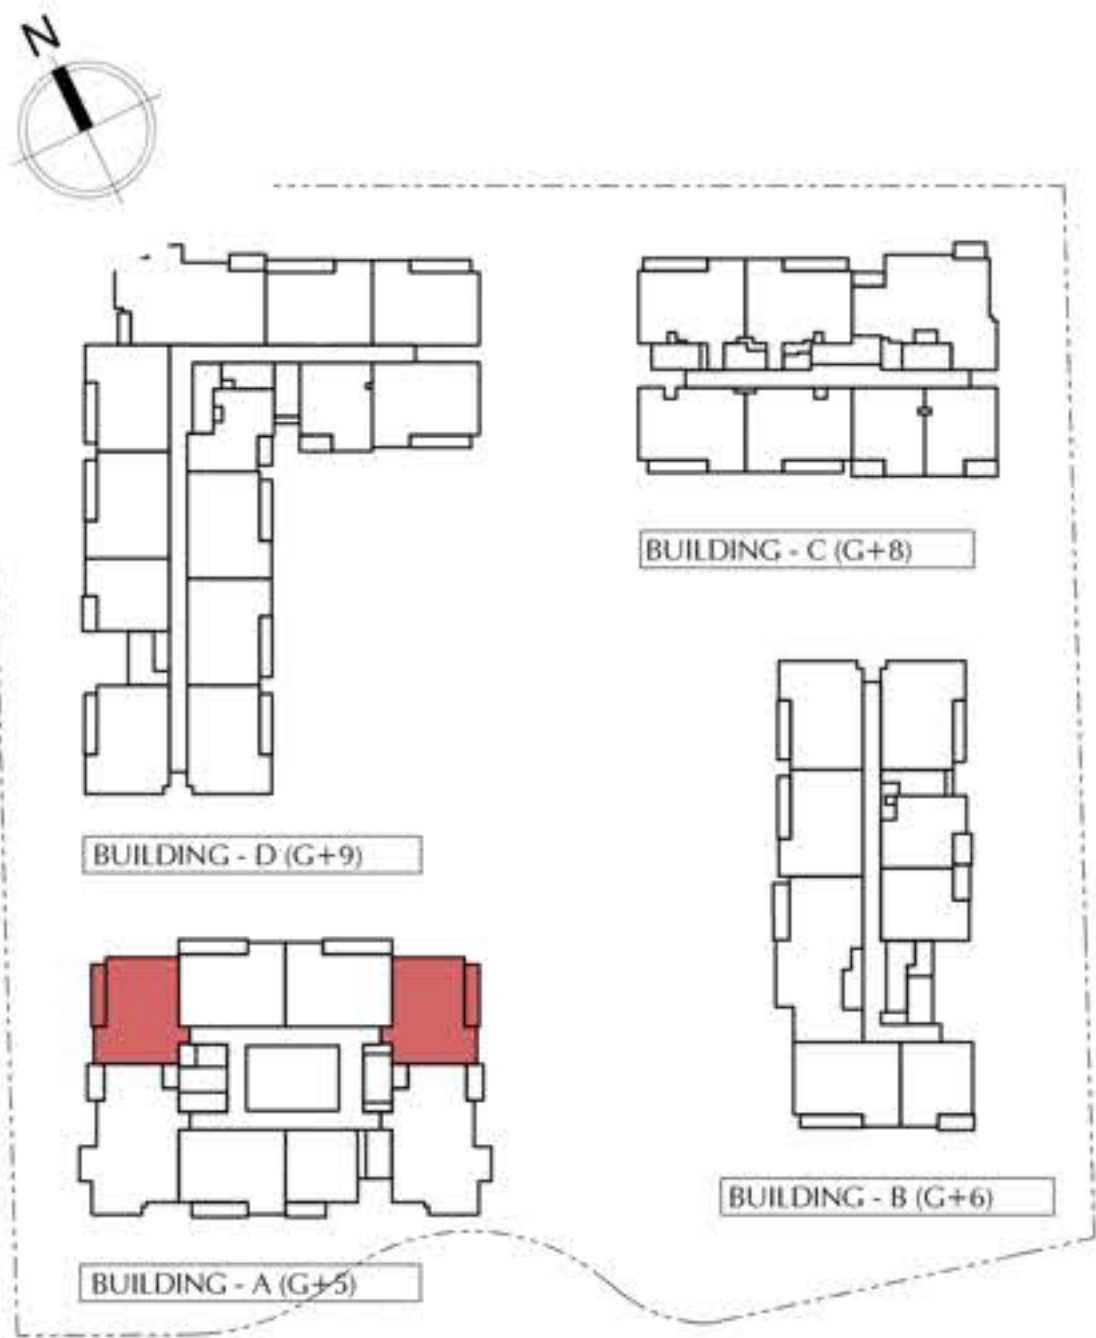 N
BUILDING - C (G+8)
BUILDING - D (G+9)
BUILDING - B (G+6)
BUILDING - A (G+5)